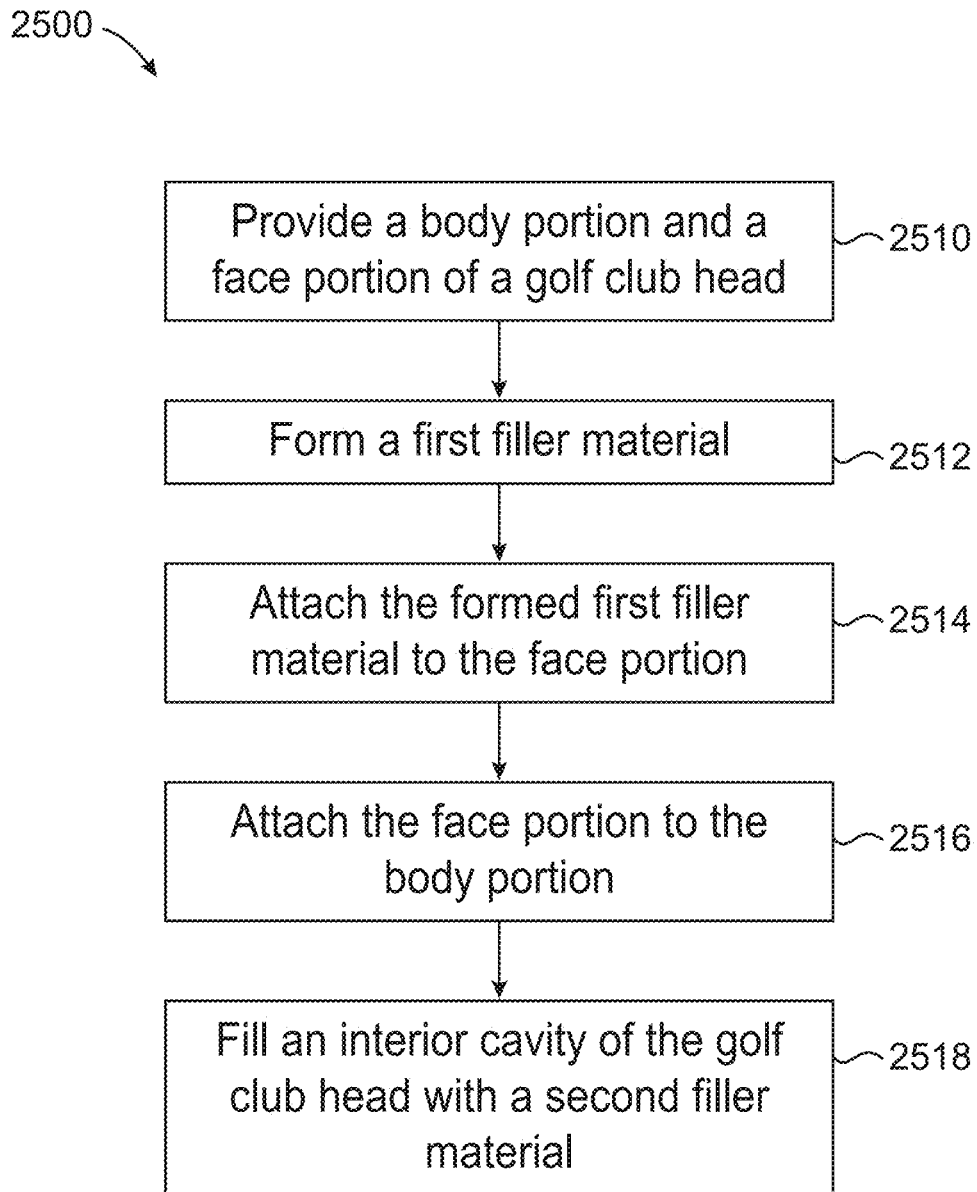 2500
Provide a body portion and a
face portion of a golf club head
2510
Form a first filler material
2512
Attach the formed first filler
material to the face portion
2514
Attach the face portion to the
body portion
2516
Fill an interior cavity of the golf
club head with a second filler
material
2518